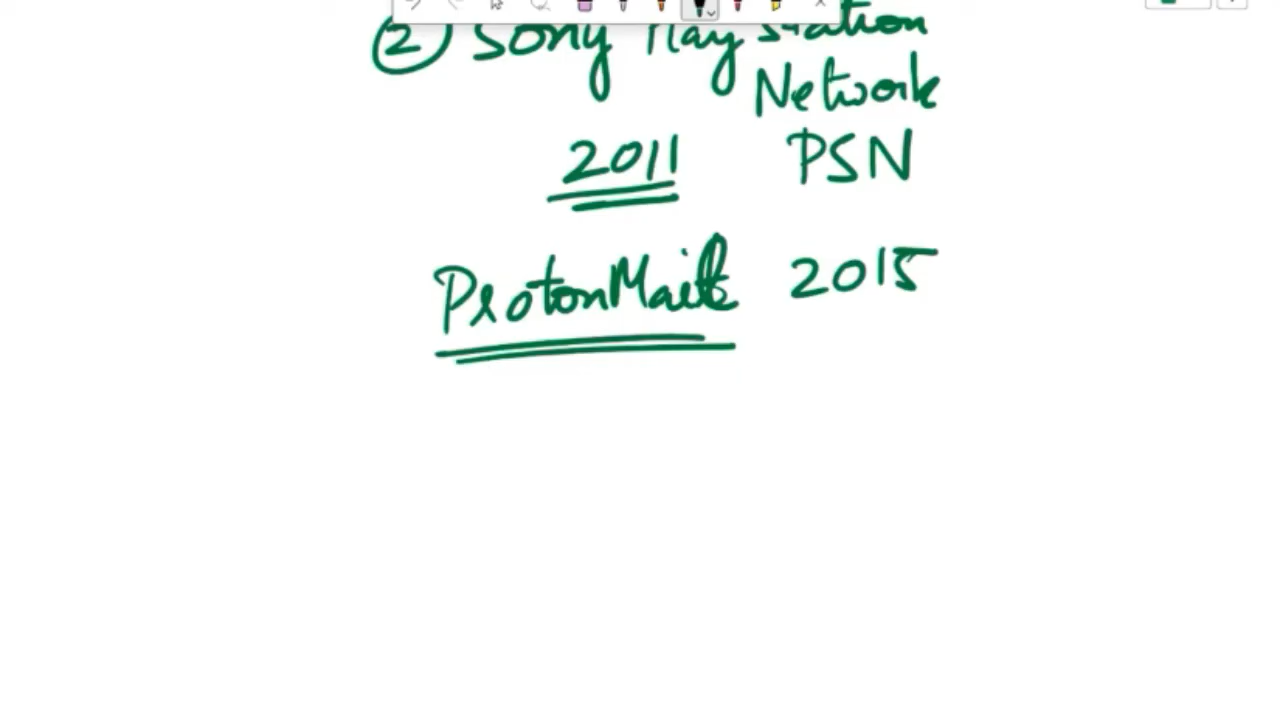 ② Sony PlayStation
Network
2011 PSN
ProtonMail 2015